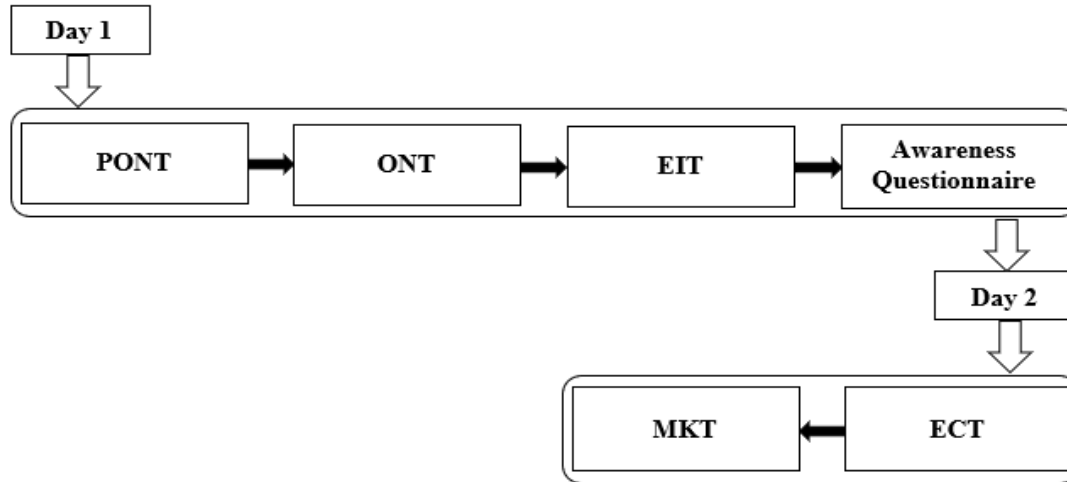 Day 1
PONT
ONT
EIT
Awareness
Questionnaire
Day 2
MKT
ECT